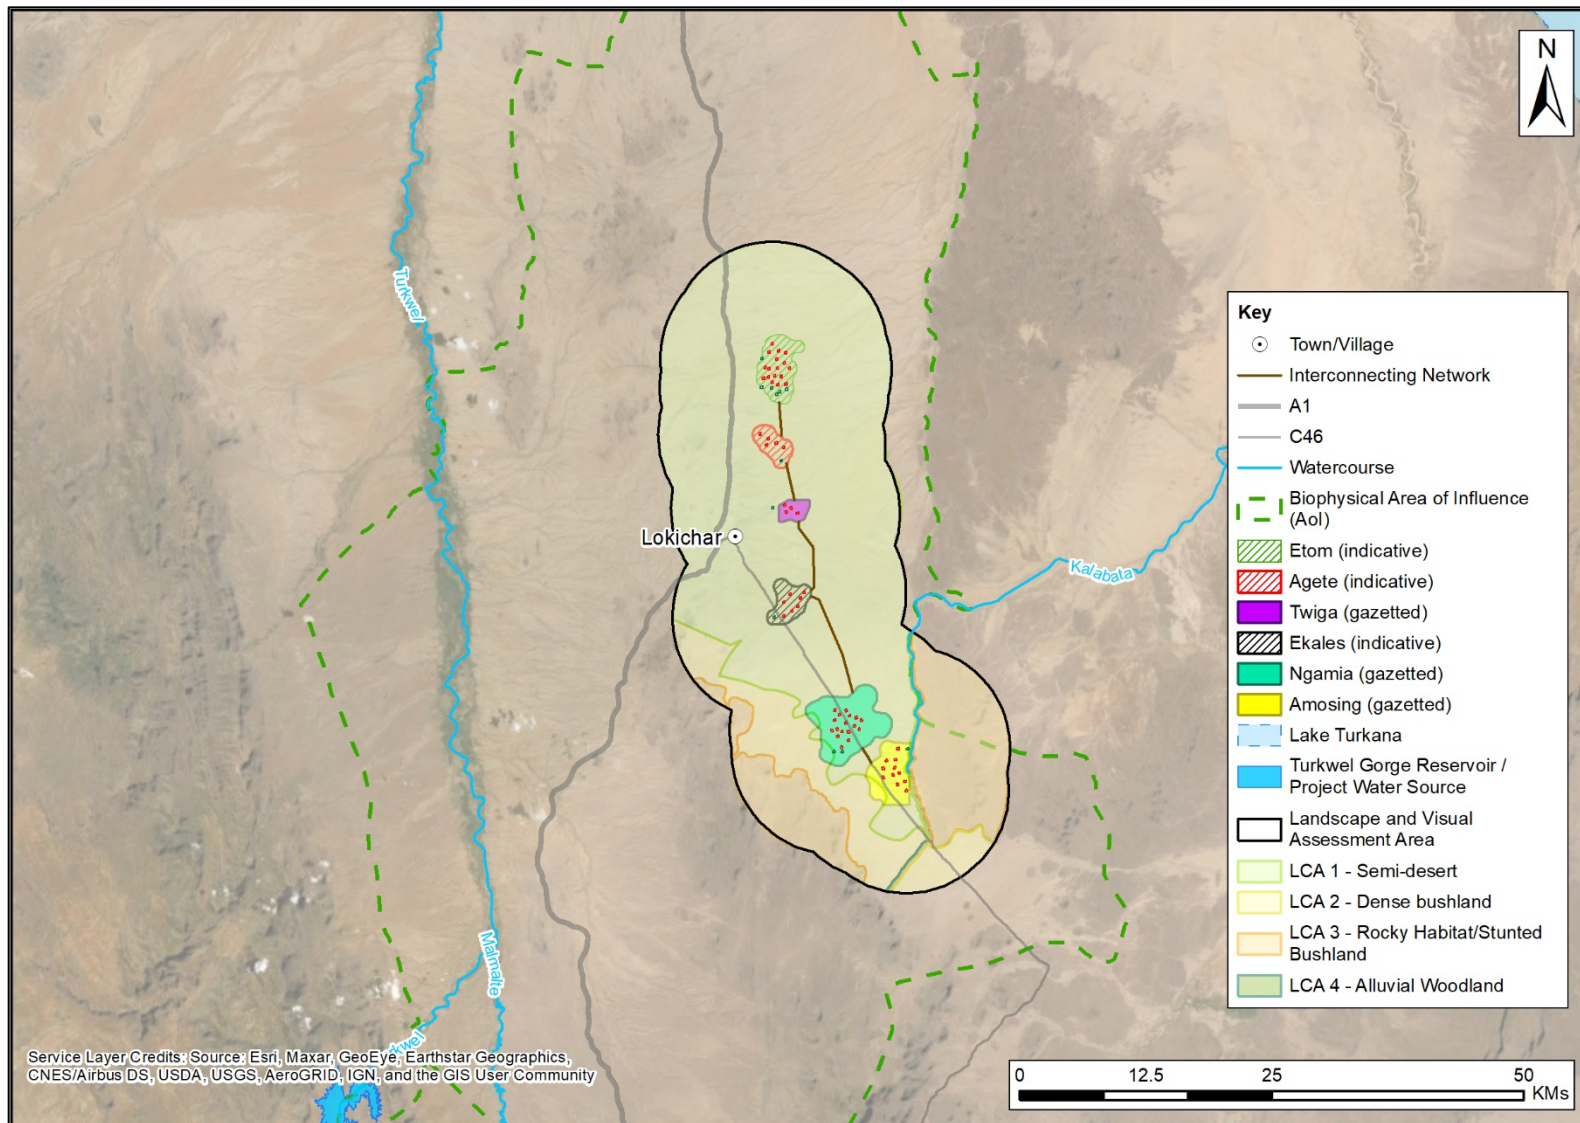 N
Turkwel
Lokichar
Kalabata
Malmalte
Key
Town/Village
Interconnecting Network
A1
C46
Watercourse
Biophysical Area of Influence
(AoI)
Etom (indicative)
Agete (indicative)
Twiga (gazetted)
Ekales (indicative)
Ngamia (gazetted)
Amosing (gazetted)
Lake Turkana
Turkwel Gorge Reservoir /
Project Water Source
Landscape and Visual
Assessment Area
LCA 1 - Semi-desert
LCA 2 - Dense bushland
LCA 3 - Rocky Habitat/Stunted
Bushland
LCA 4 - Alluvial Woodland
Service Layer Credits: Source: Esri, Maxar, GeoEye, Earthstar Geographics,
CNES/Airbus DS, USDA, USGS, AeroGRID, IGN, and the GIS User Community
0 12.5 25 50
KMs